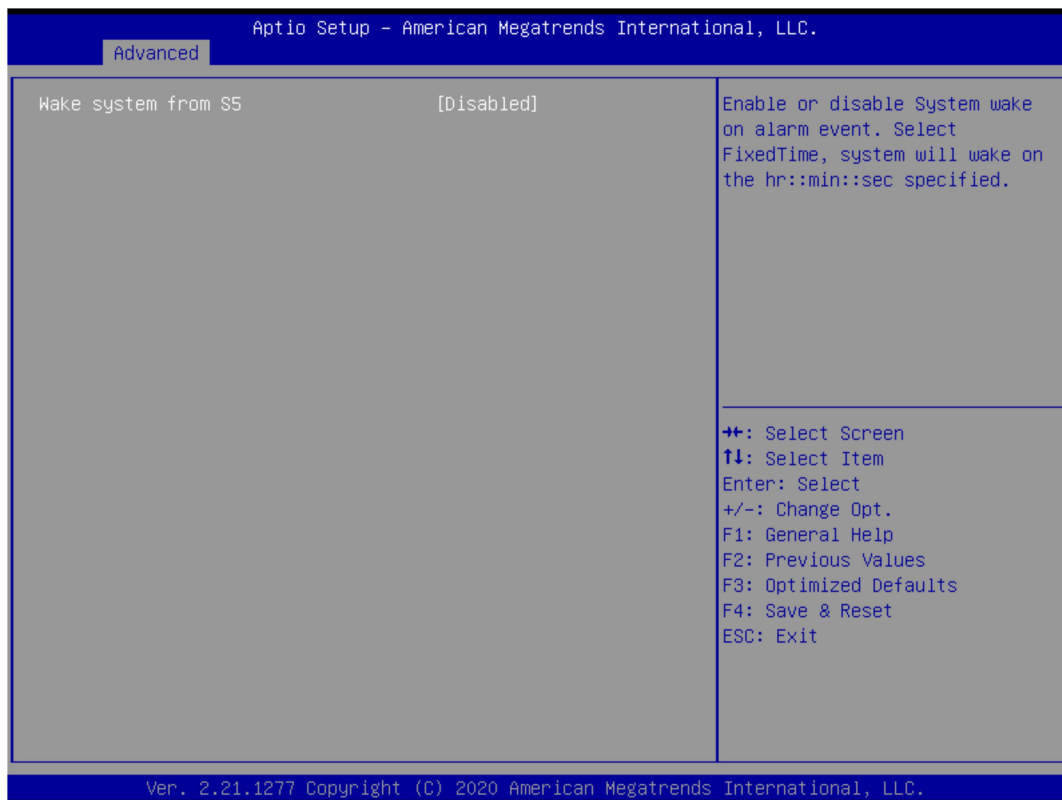 Aptio Setup – American Megatrends International, LLC.
Advanced
Wake system from S5 [Disabled]
Enable or disable System wake
on alarm event. Select
FixedTime, system will wake on
the hr::min::sec specified.
→←: Select Screen
↑↓: Select Item
Enter: Select
+/-: Change Opt.
F1: General Help
F2: Previous Values
F3: Optimized Defaults
F4: Save & Reset
ESC: Exit
Ver. 2.21.1277 Copyright (C) 2020 American Megatrends International, LLC.